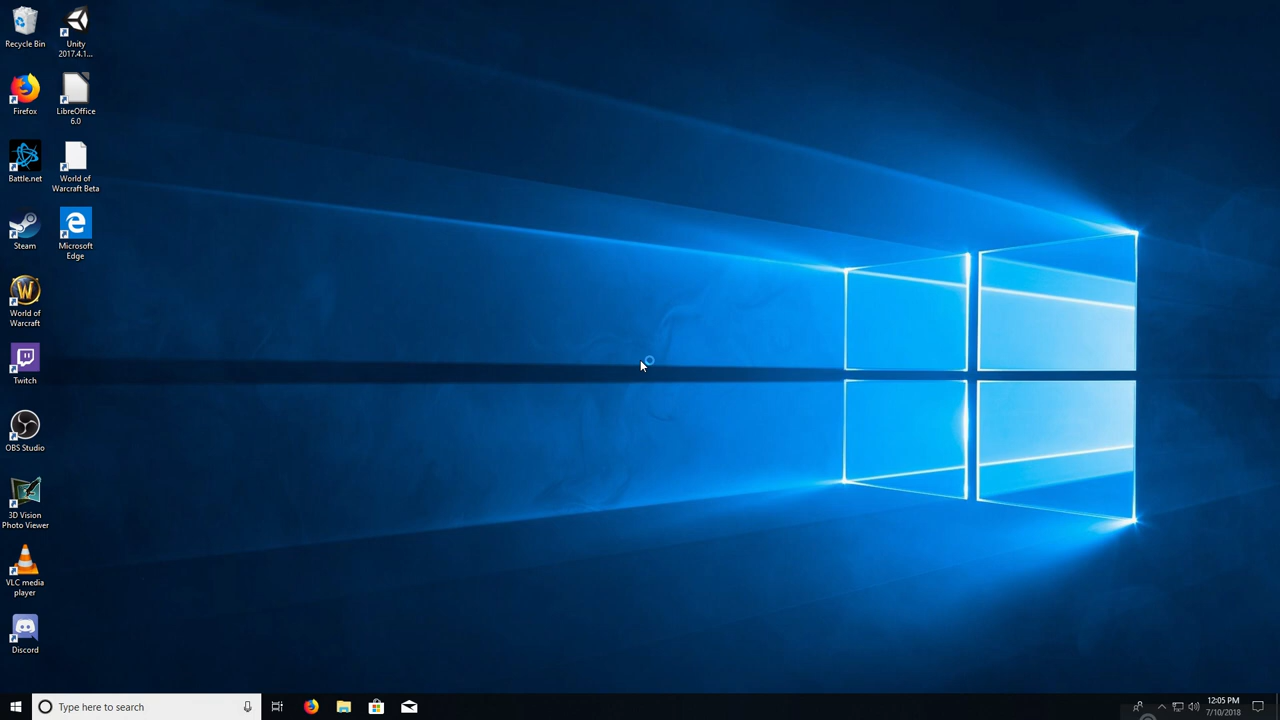 Recycle Bin
Unity
2017.4.1...
Firefox
LibreOffice
6.0
Battle.net
World of
Warcraft Beta
Steam
Microsoft
Edge
World of
Warcraft
Twitch
OBS Studio
3D Vision
Photo Viewer
VLC media
player
Discord
Type here to search
12:05 PM
7/10/2018